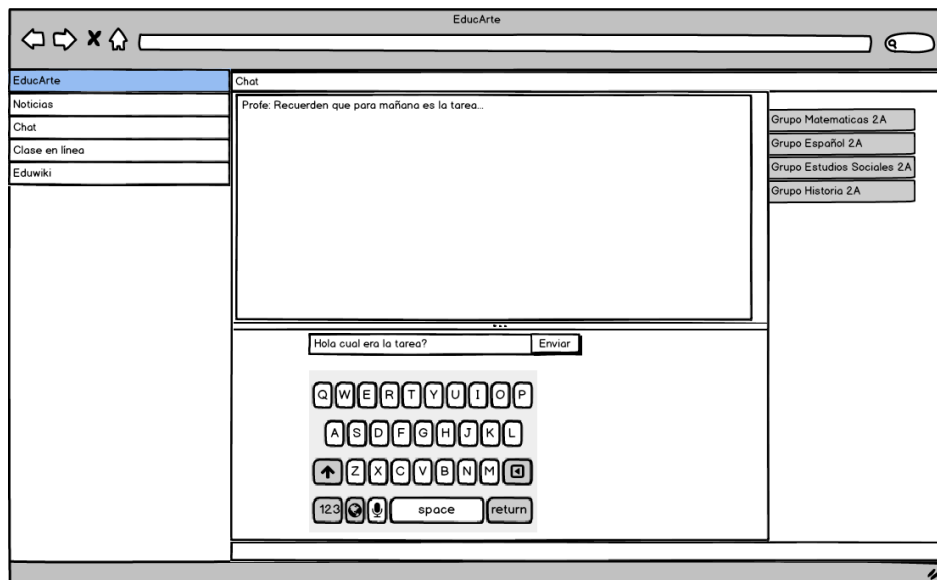 EducArte
EducArte
Noticias
Chat
Clase en línea
Eduwiki
Chat
Profe: Recuerden que para mañana es la tarea...
Grupo Matematicas 2A
Grupo Español 2A
Grupo Estudios Sociales 2A
Grupo Historia 2A
Hola cual era la tarea?
Enviar
Q W E R T Y U I O P
A S D F G H J K L
Z X C V B N M
123 space return